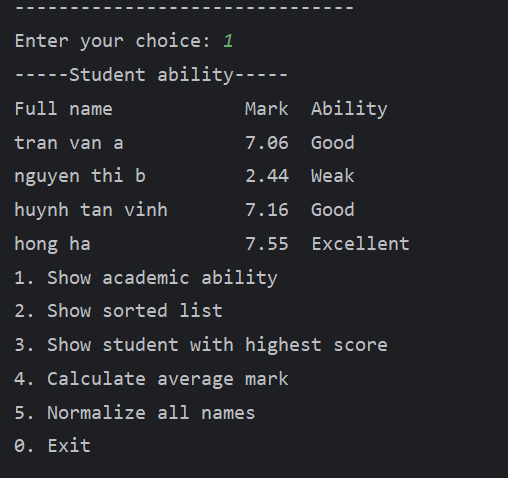 -------------------------------
Enter your choice: 1
-----Student ability-----
Full name            Mark  Ability
tran van a           7.06  Good
nguyen thi b         2.44  Weak
huynh tan vinh       7.16  Good
hong ha              7.55  Excellent
1. Show academic ability
2. Show sorted list
3. Show student with highest score
4. Calculate average mark
5. Normalize all names
0. Exit